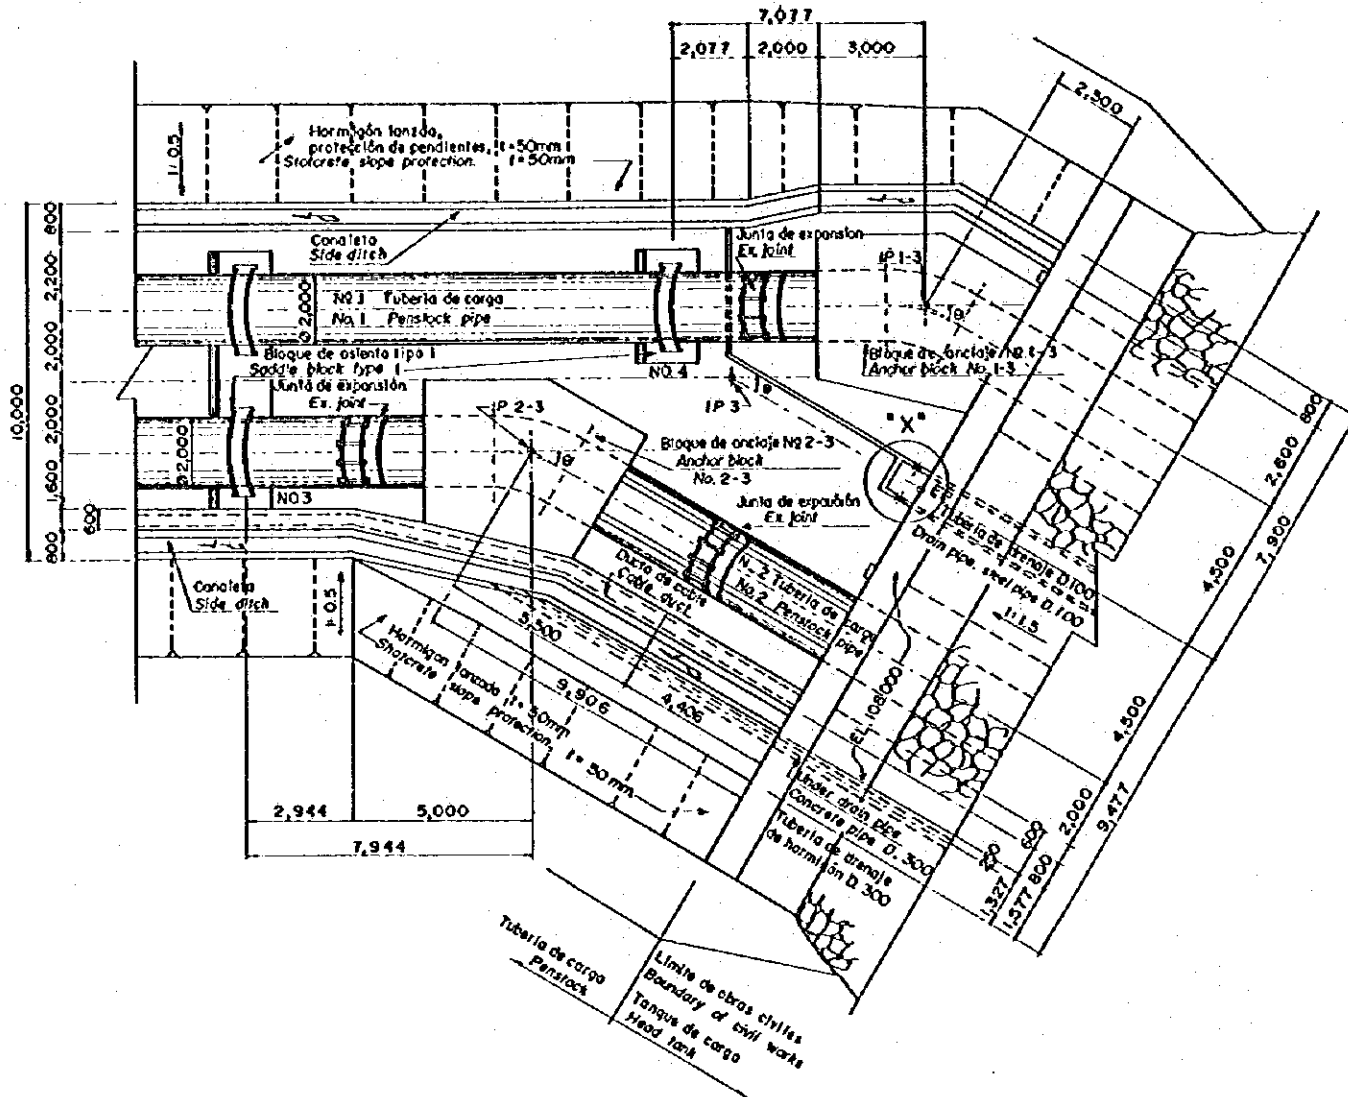 7,077
2,077
2,000
3,000
2,500
Hormigón lanzado,
protección de pendientes, t=50mm
Shotcrete slope protection. t=50mm
1:0.5
Canaleta
Side ditch
Junta de expansion
Ex. joint
IP 1-3
Nº 1 Tubería de carga
No. 1 Penstock pipe
Ø 2,000
Bloque de asiento tipo 1
Saddle block type 1
NO. 4
Junta de expansión
Ex. joint
Bloque de anclaje Nº 1-3
Anchor block No. 1-3
IP 2-3
IP 3
"X"
Bloque de anclaje Nº 2-3
Anchor block
No. 2-3
Junta de expansión
Ex. joint
Ø 2,000
NO.3
800
2,200
2,000
2,000
1,600
800
10,000
600
Canaleta
Side ditch
1:0.5
Ducto de cable
Cable duct
Nº 2 Tubería de carga
No. 2 Penstock pipe
Tubería de drenaje D.100
Drain pipe, steel pipe D.100
1:1.5
EL. 108.000
Hormigon lanzado t=50mm
Shotcrete slope protection, t=50mm
5,500
9,906
4,406
2,944
5,000
7,944
Under drain pipe
Concrete pipe D. 300
Tubería de drenaje
de hormigón D. 300
800
2,600
4,500
7,900
4,500
2,000
9,477
600
250
1,327
1,577
800
Tubería de carga
Penstock
Límite de obras civiles
Boundary of civil works
Tanque de carga
Head tank